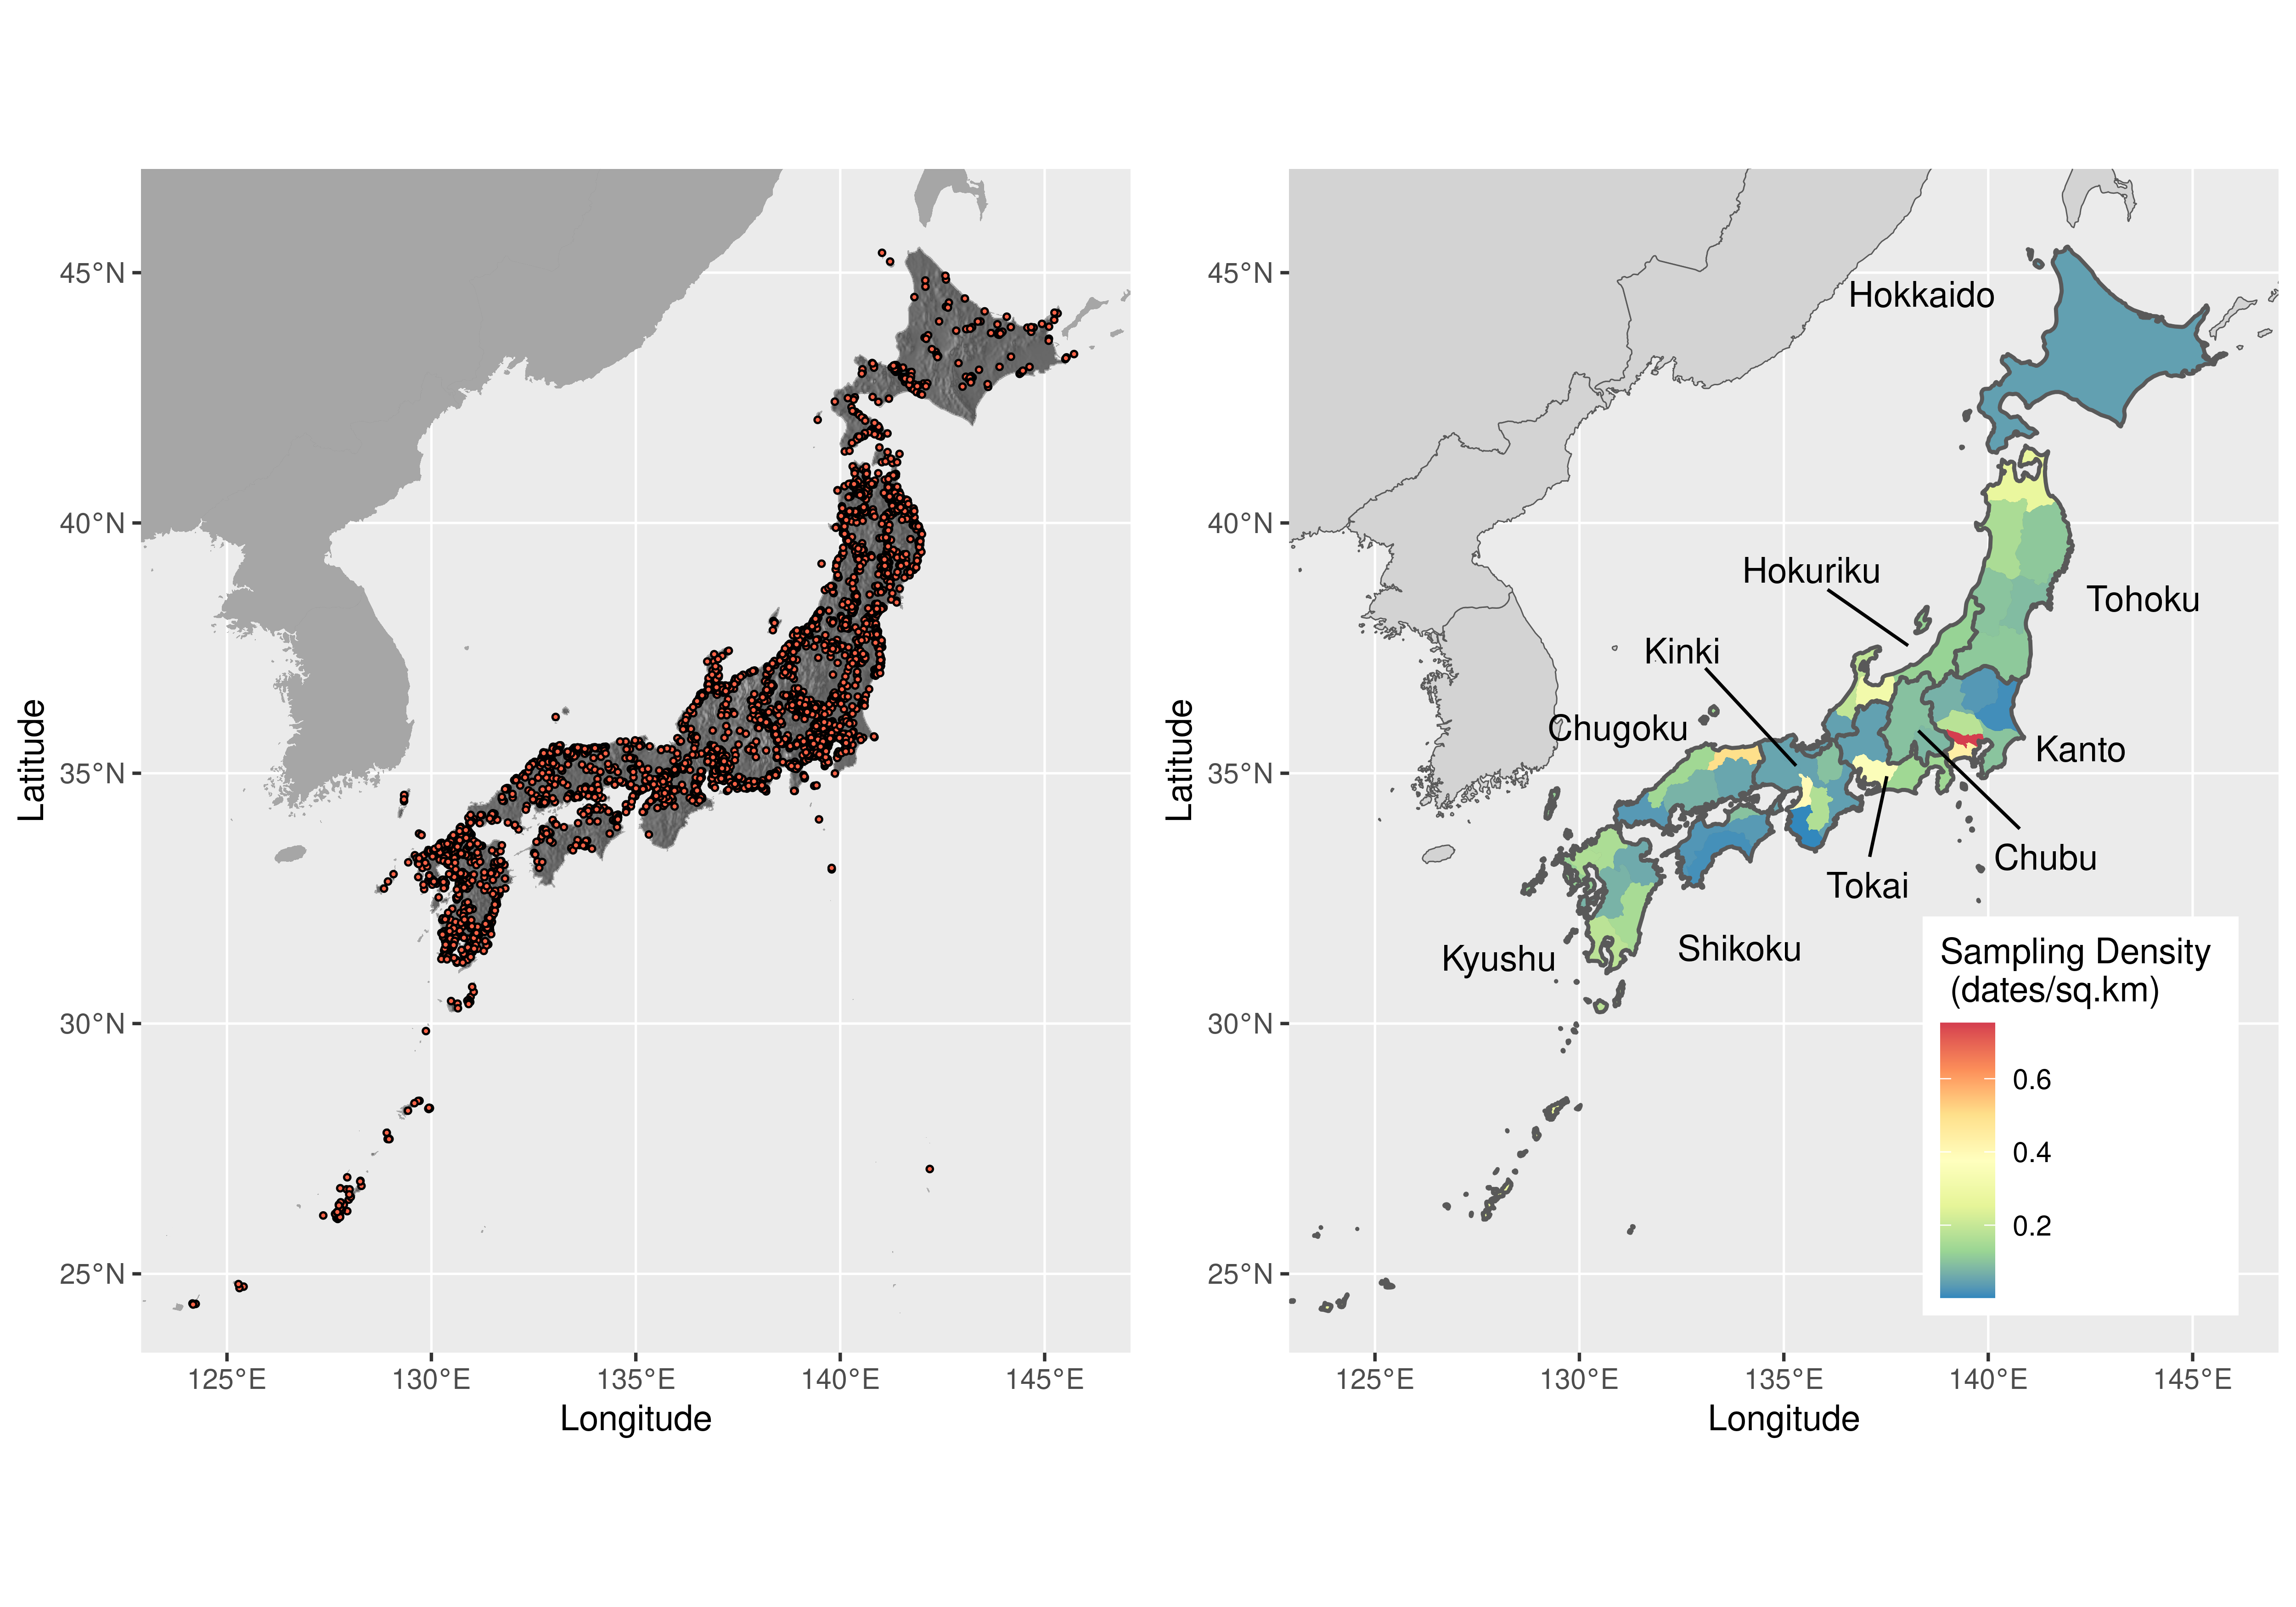 45°N
40°N
35°N
30°N
25°N
125°E
130°E
135°E
140°E
145°E
Longitude
Latitude
45°N
40°N
35°N
30°N
25°N
125°E
130°E
135°E
140°E
145°E
Longitude
Latitude
Hokkaido
Hokuriku
Tohoku
Kinki
Chugoku
Kanto
Chubu
Tokai
Shikoku
Kyushu
Sampling Density
(dates/sq.km)
0.6
0.4
0.2